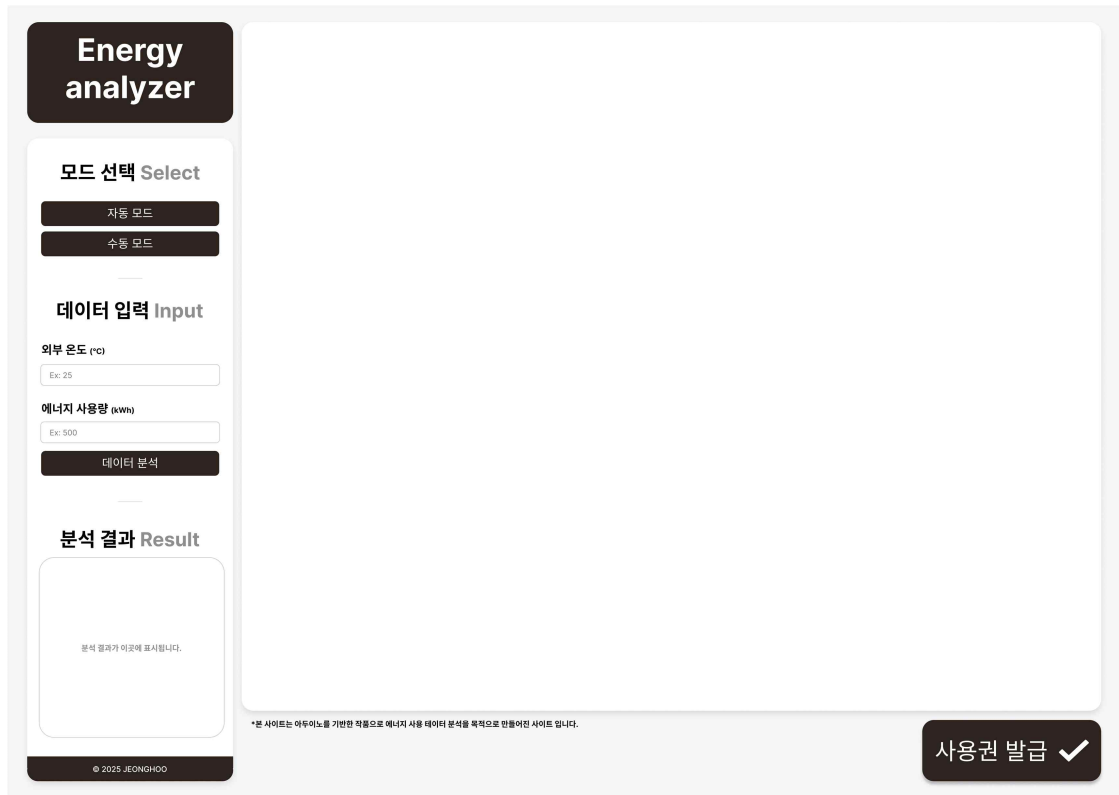 Energy
analyzer
모드 선택 Select
자동 모드
수동 모드
데이터 입력 Input
외부 온도 (°C)
Ex: 25
에너지 사용량 (kWh)
Ex: 500
데이터 분석
분석 결과 Result
분석 결과가 이곳에 표시됩니다.
© 2025 JEONGHOO
*본 사이트는 아두이노를 기반한 작품으로 에너지 사용 테이터 분석을 목적으로 만들어진 사이트 입니다.
사용권 발급